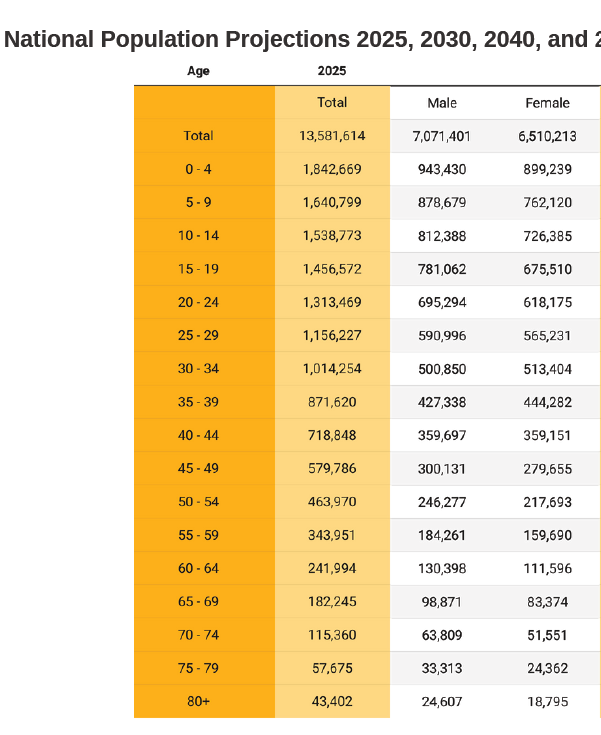 National Population Projections 2025, 2030, 2040, and 2
Age 2025
Total Male Female
Total 13,581,614 7,071,401 6,510,213
0 - 4 1,842,669 943,430 899,239
5 - 9 1,640,799 878,679 762,120
10 - 14 1,538,773 812,388 726,385
15 - 19 1,456,572 781,062 675,510
20 - 24 1,313,469 695,294 618,175
25 - 29 1,156,227 590,996 565,231
30 - 34 1,014,254 500,850 513,404
35 - 39 871,620 427,338 444,282
40 - 44 718,848 359,697 359,151
45 - 49 579,786 300,131 279,655
50 - 54 463,970 246,277 217,693
55 - 59 343,951 184,261 159,690
60 - 64 241,994 130,398 111,596
65 - 69 182,245 98,871 83,374
70 - 74 115,360 63,809 51,551
75 - 79 57,675 33,313 24,362
80+ 43,402 24,607 18,795